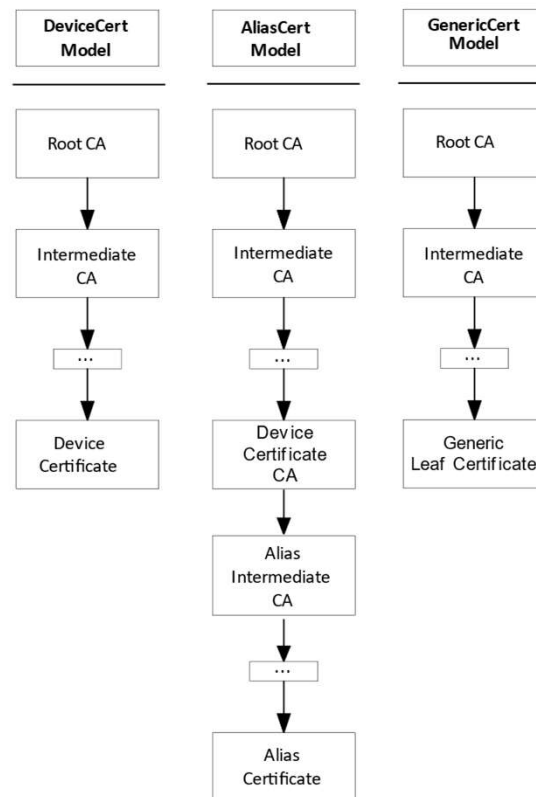 DeviceCert
Model
Root CA
Intermediate
CA
...
Device
Certificate
AliasCert
Model
Root CA
Intermediate
CA
...
Device
Certificate
CA
Alias
Intermediate
CA
...
Alias
Certificate
GenericCert
Model
Root CA
Intermediate
CA
...
Generic
Leaf Certificate